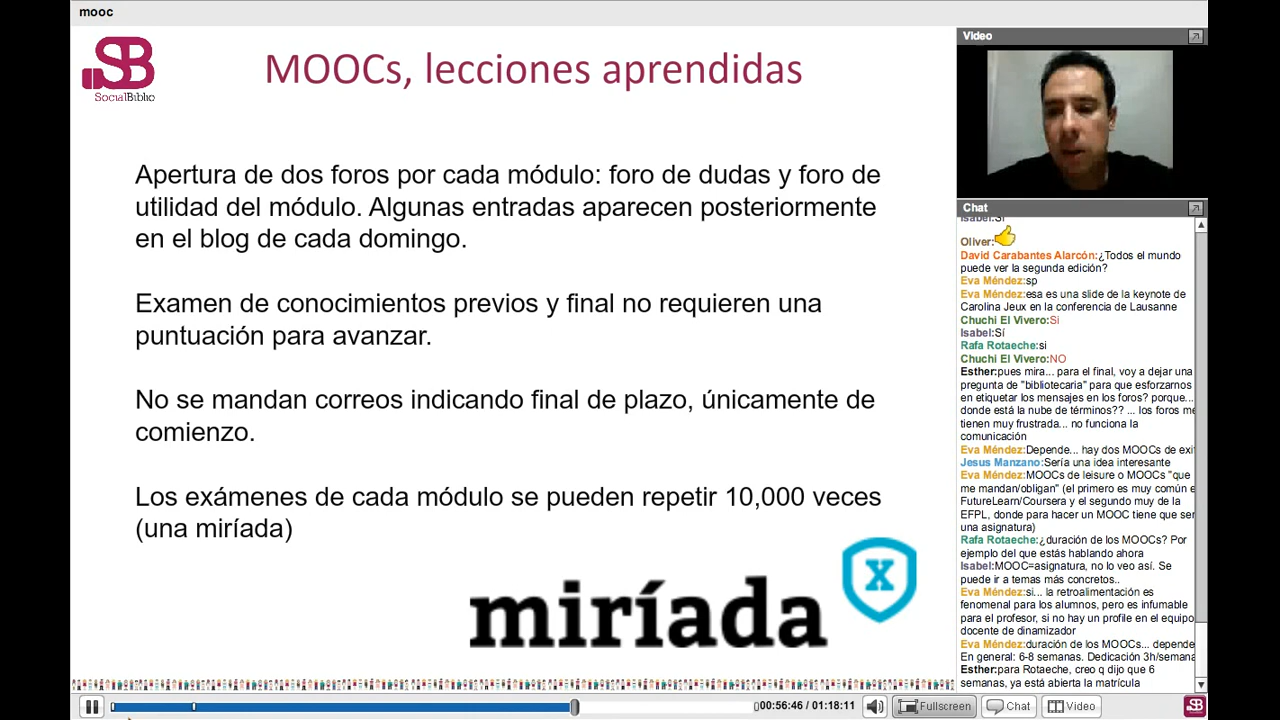 mooc
SB
SocialBiblio
MOOCs, lecciones aprendidas
Apertura de dos foros por cada módulo: foro de dudas y foro de
utilidad del módulo. Algunas entradas aparecen posteriormente
en el blog de cada domingo.
Examen de conocimientos previos y final no requieren una
puntuación para avanzar.
No se mandan correos indicando final de plazo, únicamente de
comienzo.
Los exámenes de cada módulo se pueden repetir 10,000 veces
(una miríada)
miríada
X
Video
Chat
Isabel:Sí
Oliver:
David Carabantes Alarcón:¿Todos el mundo
puede ver la segunda edición?
Eva Méndez:sp
Eva Méndez:esa es una slide de la keynote de
Carolina Jeux en la conferencia de Lausanne
Chuchi El Vivero:Si
Isabel:Sí
Rafa Rotaeche:si
Chuchi El Vivero:NO
Esther:pues mira... para el final, voy a dejar una
pregunta de "bibliotecaria" para que esforzarnos
en etiquetar los mensajes en los foros? porque...
donde está la nube de términos?? ... los foros me
tienen muy frustrada... no funciona la
comunicación
Eva Méndez:Depende... hay dos MOOCs de exit
Jesus Manzano:Sería una idea interesante
Eva Méndez:MOOCs de leisure o MOOCs "que
me mandan/obligan" (el primero es muy común e
FutureLearn/Coursera y el segundo muy de la
EFPL, donde para hacer un MOOC tiene que ser
una asignatura)
Rafa Rotaeche:¿duración de los MOOCs? Por
ejemplo del que estás hablando ahora
Isabel:MOOC=asignatura, no lo veo así. Se
puede ir a temas más concretos..
Eva Méndez:si... la retroalimentación es
fenomenal para los alumnos, pero es infumable
para el profesor, si no hay un profile en el equipo
docente de dinamizador
Eva Méndez:duración de los MOOCs... depende
En general: 6-8 semanas. Dedicación 3h/semana
Esther:para Rotaeche, creo q dijo que 6
semanas, ya está abierta la matrícula
00:56:46 / 01:18:11
Fullscreen
Chat
Video
SB